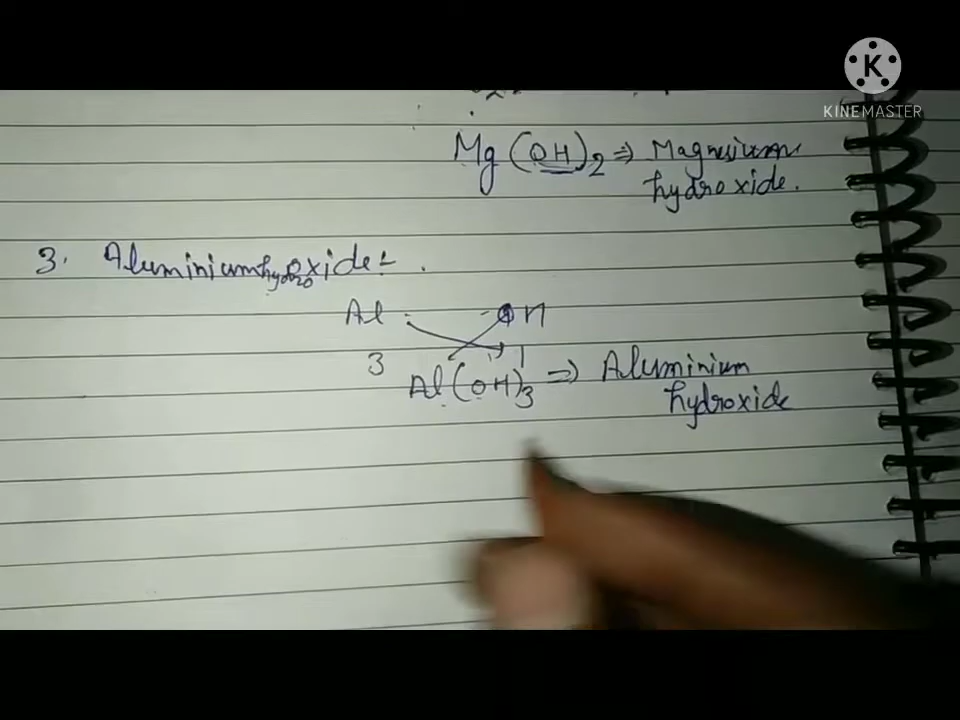 K
KINEMASTER
Mg (OH)2 ⇒ Magnesium
hydroxide.
3. Aluminium hydroxide :-
Al OH
3 1
Al(OH)3 ⇒ Aluminium
hydroxide